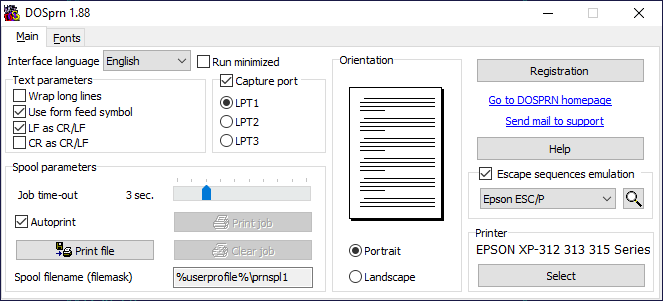 DOSprn 1.88
Main
Fonts
Interface language
English
Run minimized
Text parameters
Wrap long lines
Use form feed symbol
LF as CR/LF
CR as CR/LF
Capture port
LPT1
LPT2
LPT3
Spool parameters
Job time-out
3 sec.
Autoprint
Print job
Print file
Clear job
Spool filename (filemask)
%userprofile%\prnspl1
Orientation
Portrait
Landscape
Registration
Go to DOSPRN homepage
Send mail to support
Help
Escape sequences emulation
Epson ESC/P
Printer
EPSON XP-312 313 315 Series
Select